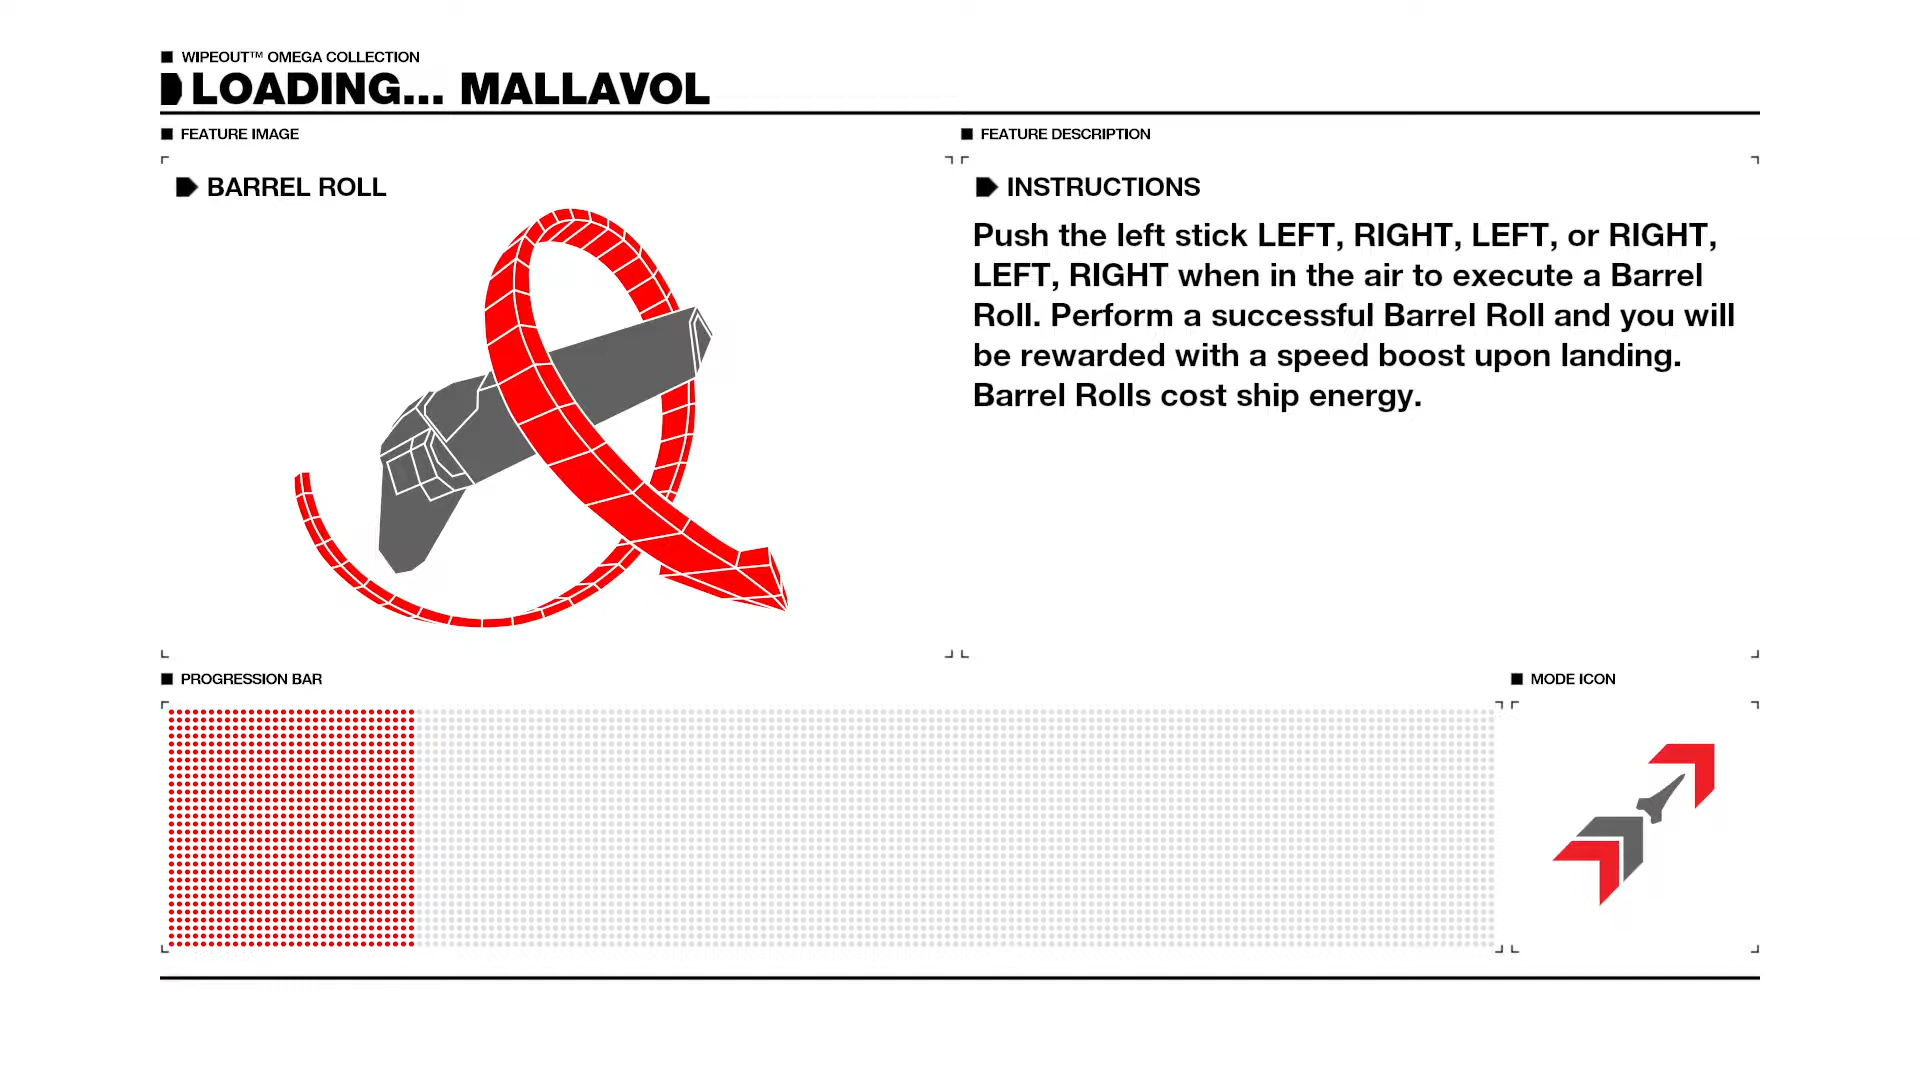 WIPEOUT™ OMEGA COLLECTION
LOADING... MALLAVOL
FEATURE IMAGE
BARREL ROLL
FEATURE DESCRIPTION
INSTRUCTIONS
Push the left stick LEFT, RIGHT, LEFT, or RIGHT,
LEFT, RIGHT when in the air to execute a Barrel
Roll. Perform a successful Barrel Roll and you will
be rewarded with a speed boost upon landing.
Barrel Rolls cost ship energy.
PROGRESSION BAR
MODE ICON